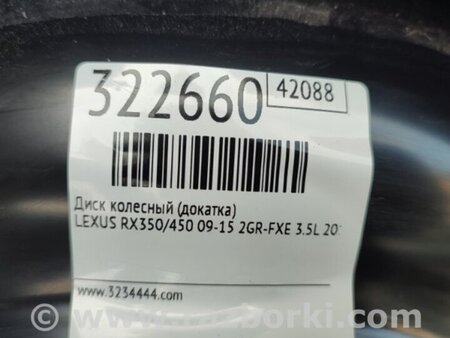 322660
42088
Диск колесный (докатка)
LEXUS RX350/450 09-15 2GR-FXE 3.5L 20
www.3234444.com